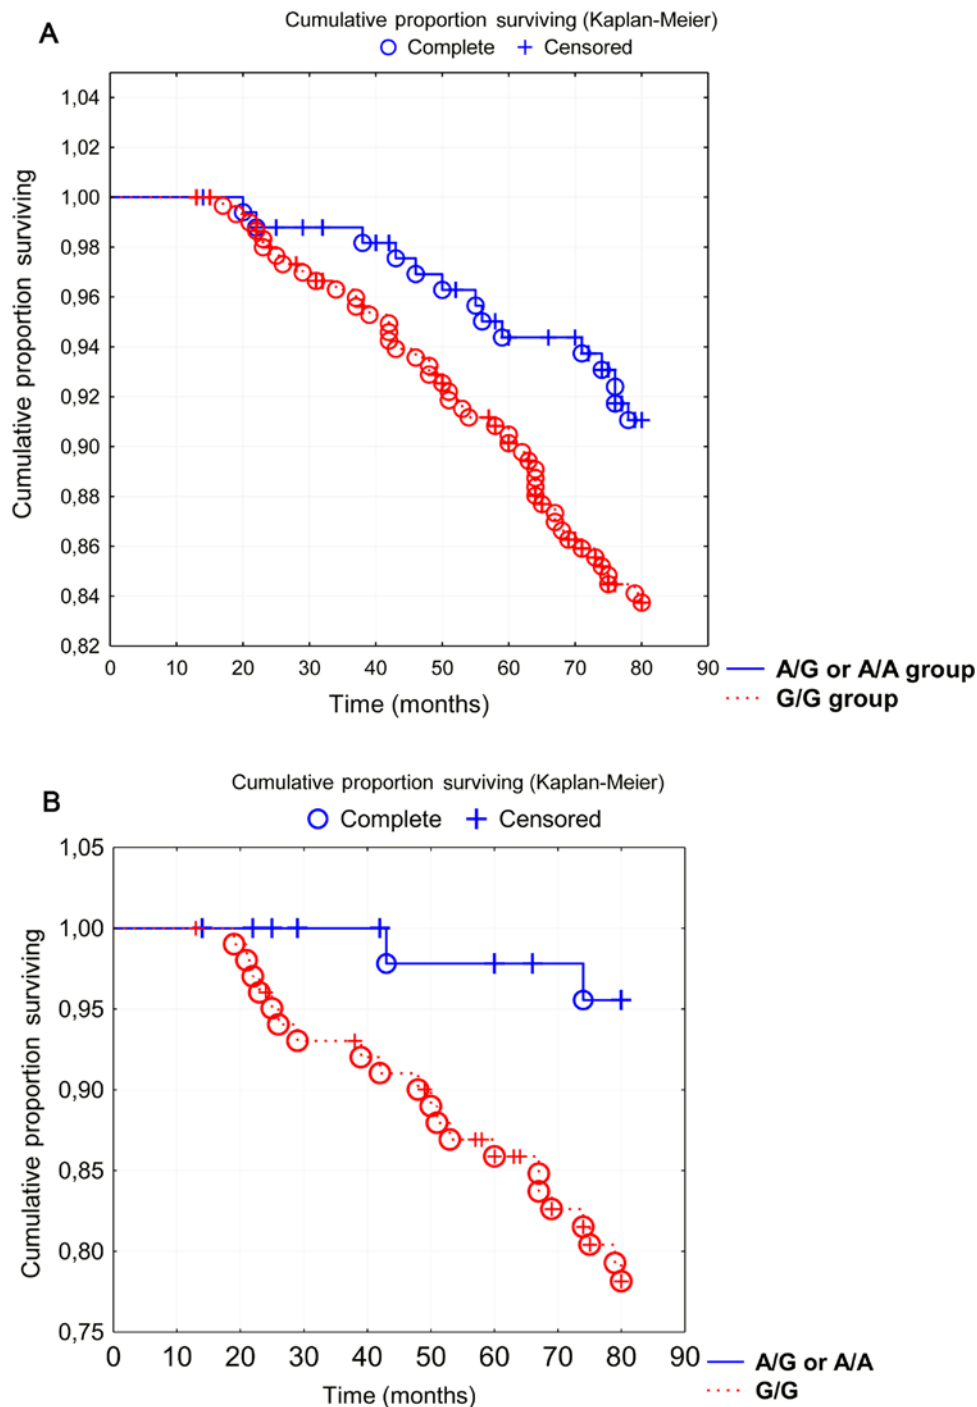 A
Cumulative proportion surviving (Kaplan-Meier)
Complete Censored
Cumulative proportion surviving
1,04
1,02
1,00
0,98
0,96
0,94
0,92
0,90
0,88
0,86
0,84
0,82
0 10 20 30 40 50 60 70 80 90
Time (months)
A/G or A/A group
G/G group
B
Cumulative proportion surviving (Kaplan-Meier)
Complete Censored
Cumulative proportion surviving
1,05
1,00
0,95
0,90
0,85
0,80
0,75
0 10 20 30 40 50 60 70 80 90
Time (months)
A/G or A/A
G/G